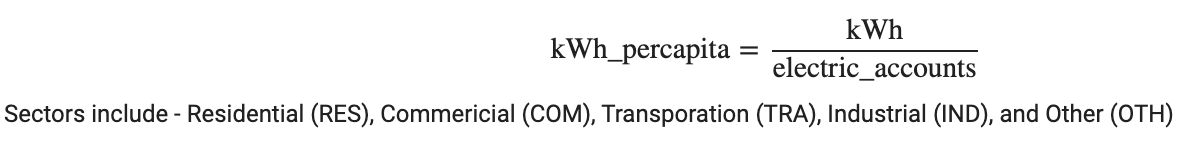 kWh_percapita = kWh / electric_accounts
Sectors include - Residential (RES), Commericial (COM), Transporation (TRA), Industrial (IND), and Other (OTH)